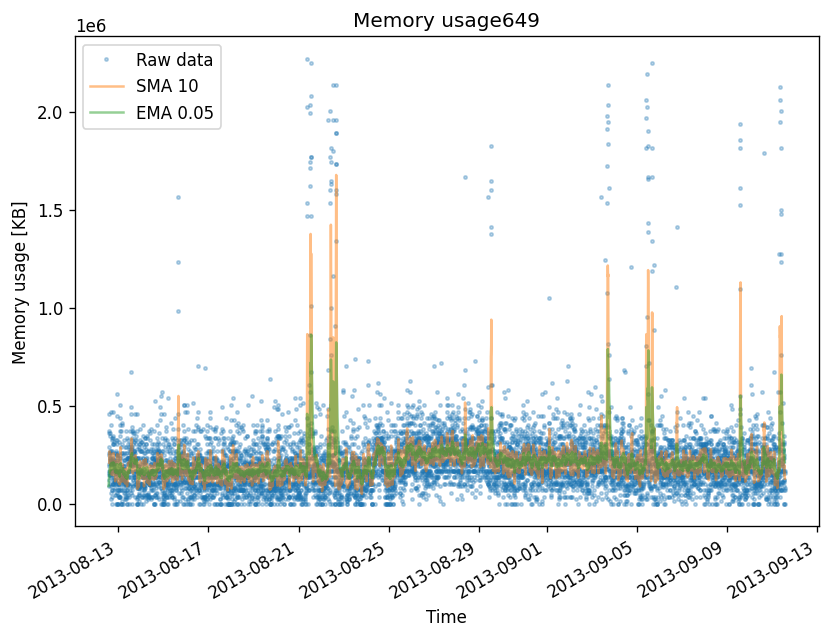 Memory usage649
1e6
Raw data
SMA 10
EMA 0.05
2.0
1.5
1.0
0.5
0.0
Memory usage [KB]
2013-08-13
2013-08-17
2013-08-21
2013-08-25
2013-08-29
2013-09-01
2013-09-05
2013-09-09
2013-09-13
Time